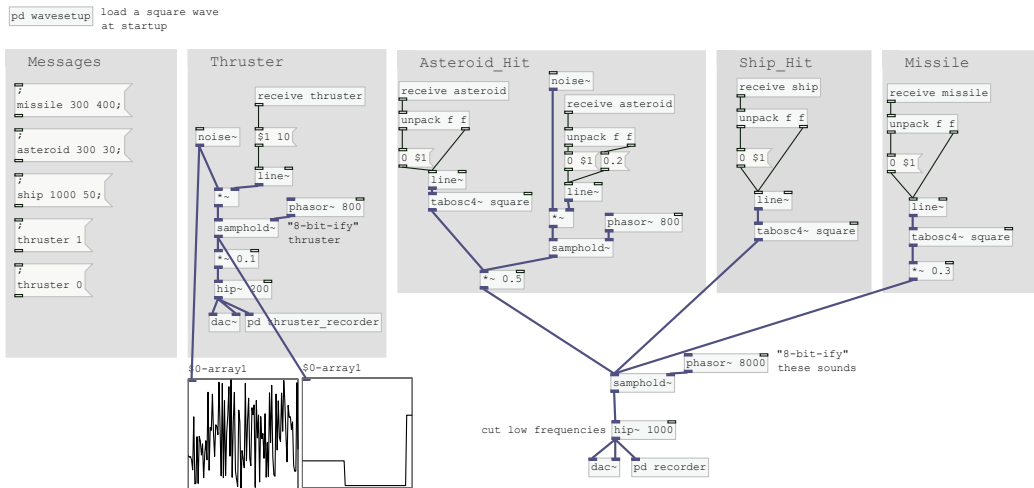 pd wavesetup
load a square wave
at startup
Messages
;
missile 300 400;
;
asteroid 300 30;
;
ship 1000 50;
;
thruster 1
;
thruster 0
Thruster
receive thruster
noise~
$1 10
line~
*~
phasor~ 800
samphold~
"8-bit-ify"
thruster
*~ 0.1
hip~ 200
dac~
pd thruster_recorder
$0-array1
$0-array1
Asteroid_Hit
receive asteroid
unpack f f
0 $1
line~
tabosc4~ square
noise~
receive asteroid
unpack f f
0 $1
0.2
line~
*~
phasor~ 800
samphold~
*~ 0.5
Ship_Hit
receive ship
unpack f f
0 $1
line~
tabosc4~ square
Missile
receive missile
unpack f f
0 $1
line~
tabosc4~ square
*~ 0.3
phasor~ 8000
"8-bit-ify"
these sounds
samphold~
cut low frequencies
hip~ 1000
dac~
pd recorder